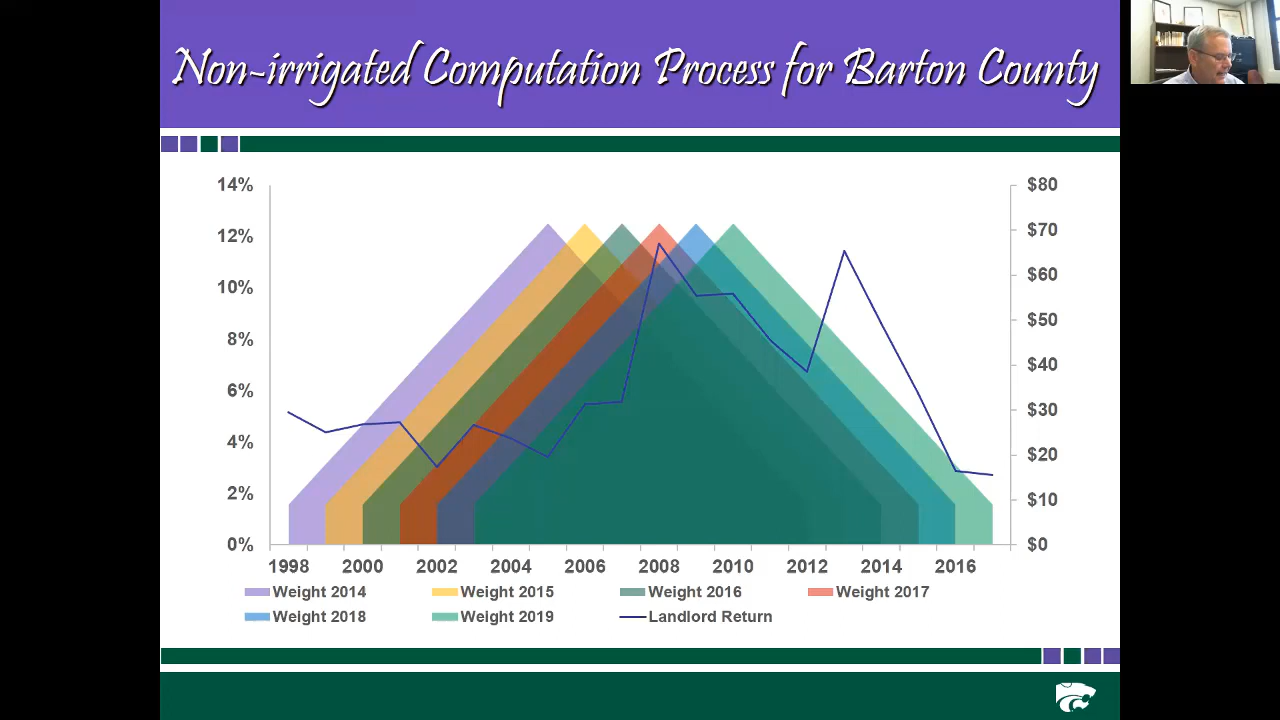 Non-irrigated Computation Process for Barton County
14% $80
12% $70
10% $60
8% $50
6% $40
4% $30
2% $20
0% $10
$0
1998 2000 2002 2004 2006 2008 2010 2012 2014 2016
Weight 2014 Weight 2015 Weight 2016 Weight 2017
Weight 2018 Weight 2019 Landlord Return